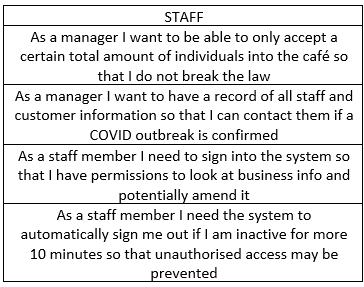 STAFF
As a manager I want to be able to only accept a
certain total amount of individuals into the café so
that I do not break the law
As a manager I want to have a record of all staff and
customer information so that I can contact them if a
COVID outbreak is confirmed
As a staff member I need to sign into the system so
that I have permissions to look at business info and
potentially amend it
As a staff member I need the system to
automatically sign me out if I am inactive for more
10 minutes so that unauthorised access may be
prevented